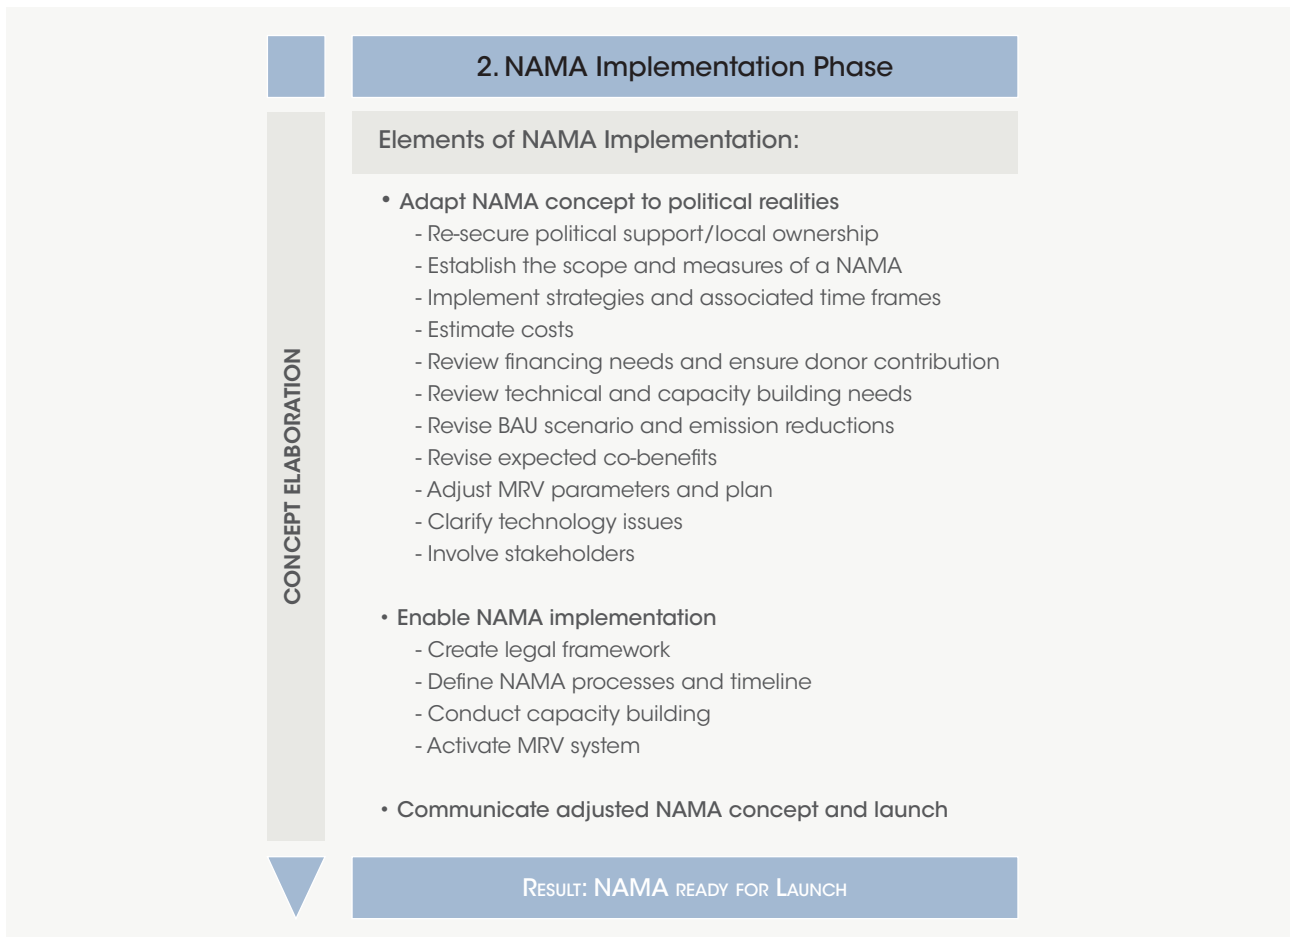 2. NAMA Implementation Phase
Elements of NAMA Implementation:
• Adapt NAMA concept to political realities
- Re-secure political support/local ownership
- Establish the scope and measures of a NAMA
- Implement strategies and associated time frames
- Estimate costs
- Review financing needs and ensure donor contribution
- Review technical and capacity building needs
- Revise BAU scenario and emission reductions
- Revise expected co-benefits
- Adjust MRV parameters and plan
- Clarify technology issues
- Involve stakeholders
• Enable NAMA implementation
- Create legal framework
- Define NAMA processes and timeline
- Conduct capacity building
- Activate MRV system
• Communicate adjusted NAMA concept and launch
CONCEPT ELABORATION
Result: NAMA ready for Launch